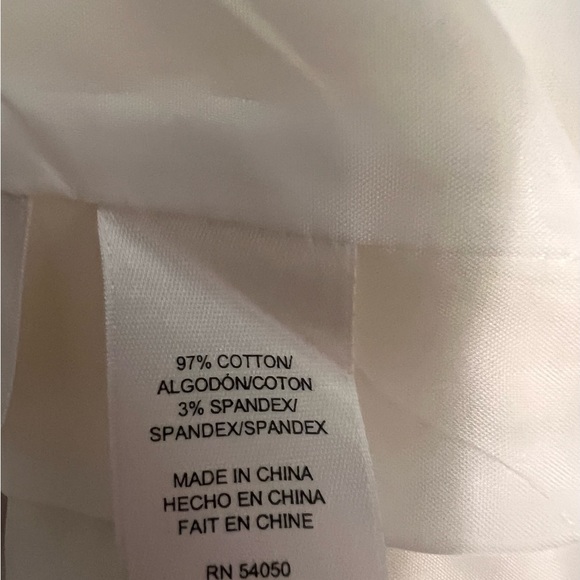 97% COTTON/
ALGODÓN/COTON
3% SPANDEX/
SPANDEX/SPANDEX
MADE IN CHINA
HECHO EN CHINA
FAIT EN CHINE
RN 54050